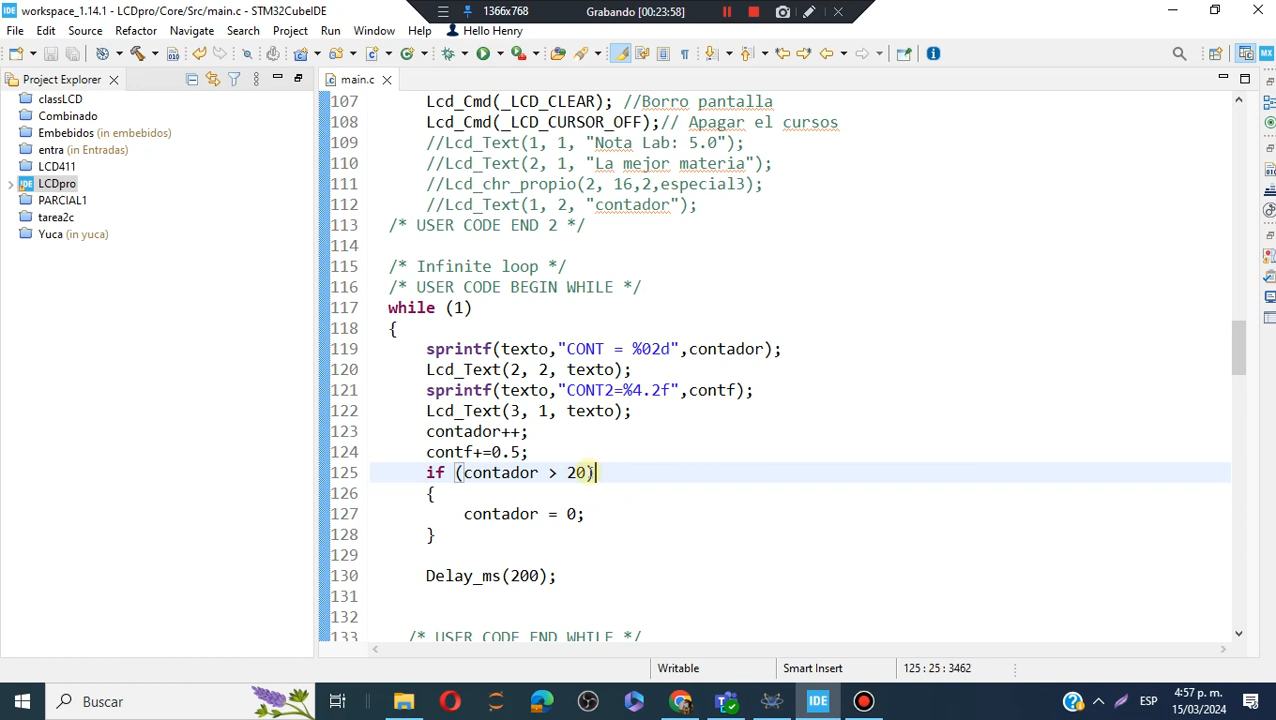 workspace_1.14.1 - LCDpro/Core/Src/main.c - STM32CubeIDE
1366x768
Grabando [00:23:58]
File Edit Source Refactor Navigate Search Project Run Window Help Hello Henry
Project Explorer
main.c
classLCD
Combinado
Embebidos (in embebidos)
entra (in Entradas)
LCD411
LCDpro
PARCIAL1
tarea2c
Yuca (in yuca)
107 Lcd_Cmd(_LCD_CLEAR); //Borro pantalla
108 Lcd_Cmd(_LCD_CURSOR_OFF);// Apagar el cursos
109 //Lcd_Text(1, 1, "Nota Lab: 5.0");
110 //Lcd_Text(2, 1, "La mejor materia");
111 //Lcd_chr_propio(2, 16,2,especial3);
112 //Lcd_Text(1, 2, "contador");
113 /* USER CODE END 2 */
114
115 /* Infinite loop */
116 /* USER CODE BEGIN WHILE */
117 while (1)
118 {
119 sprintf(texto,"CONT = %02d",contador);
120 Lcd_Text(2, 2, texto);
121 sprintf(texto,"CONT2=%4.2f",contf);
122 Lcd_Text(3, 1, texto);
123 contador++;
124 contf+=0.5;
125 if (contador > 20)
126 {
127 contador = 0;
128 }
129
130 Delay_ms(200);
131
132
133 /* USER CODE END WHILE */
Writable
Smart Insert
125 : 25 : 3462
Buscar
IDE
ESP
4:57 p. m.
15/03/2024